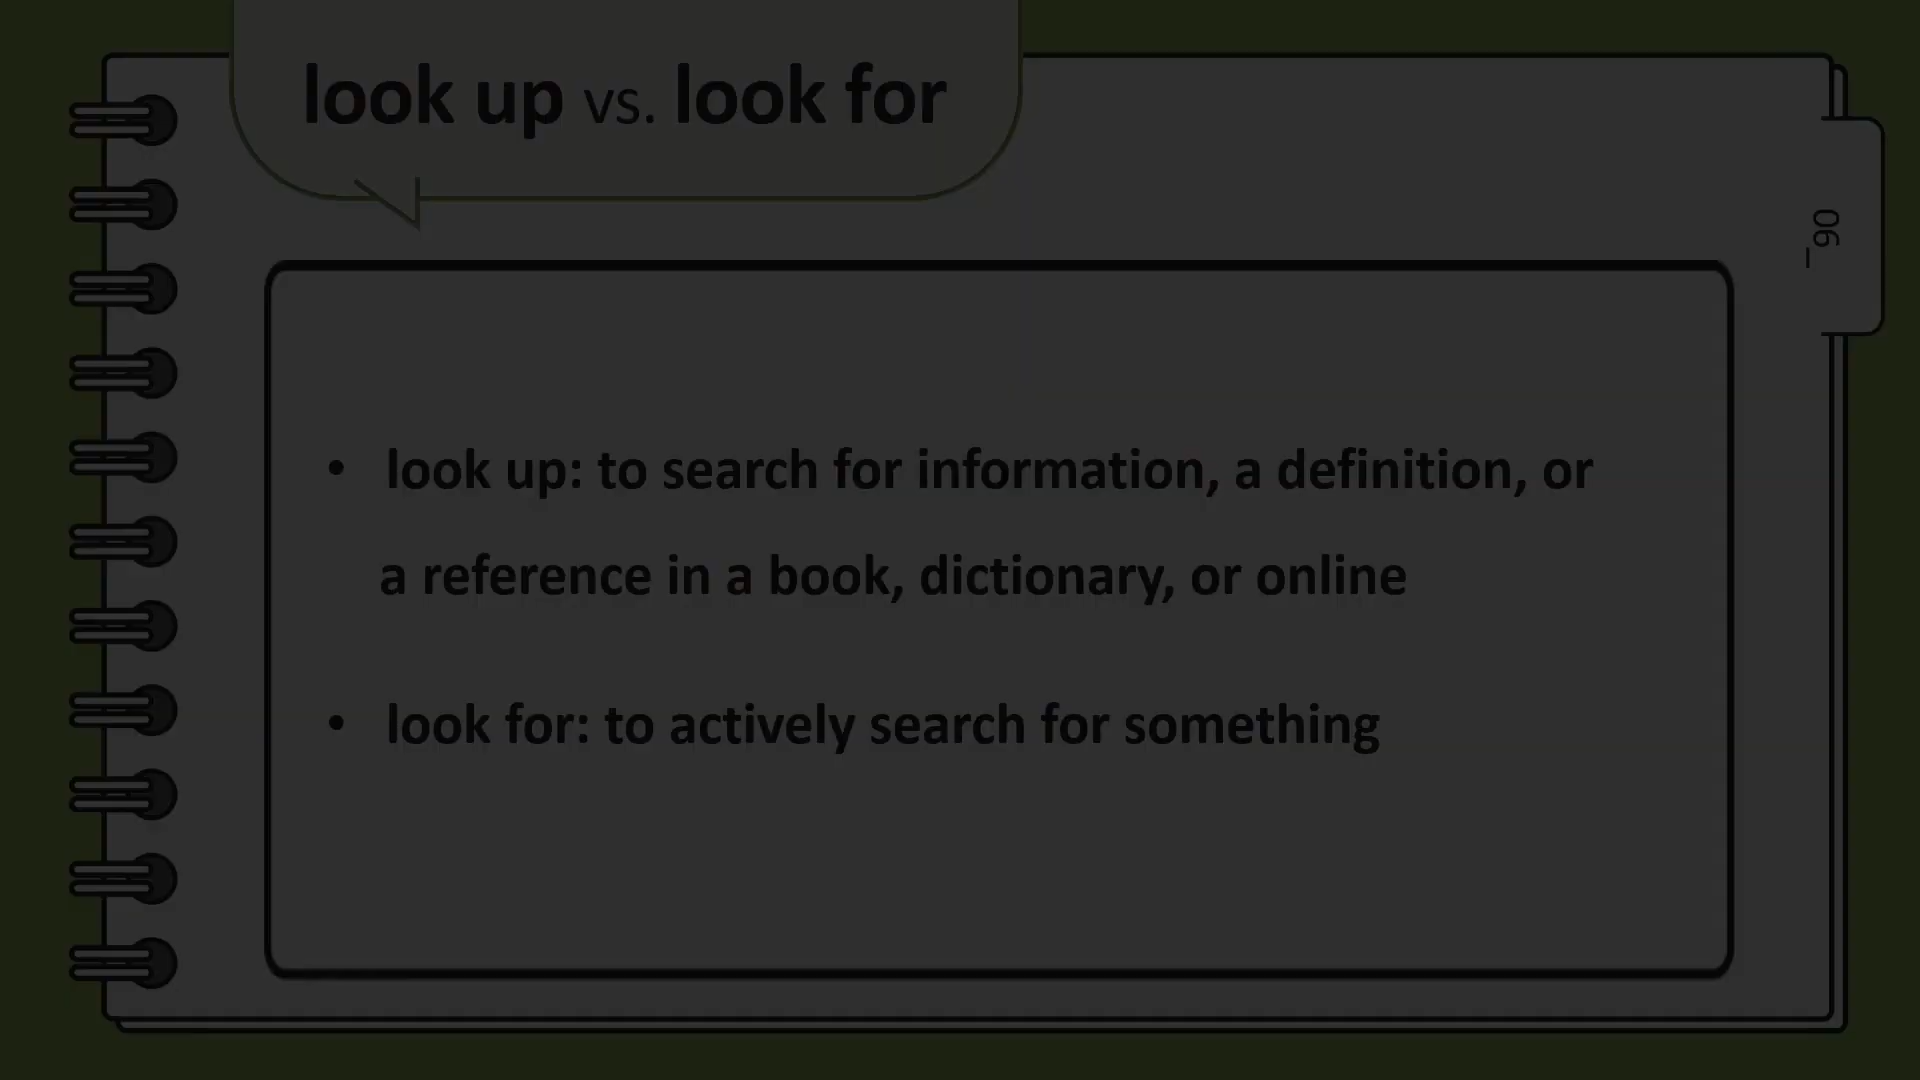 look up vs. look for
06_
• look up: to search for information, a definition, or
a reference in a book, dictionary, or online
• look for: to actively search for something